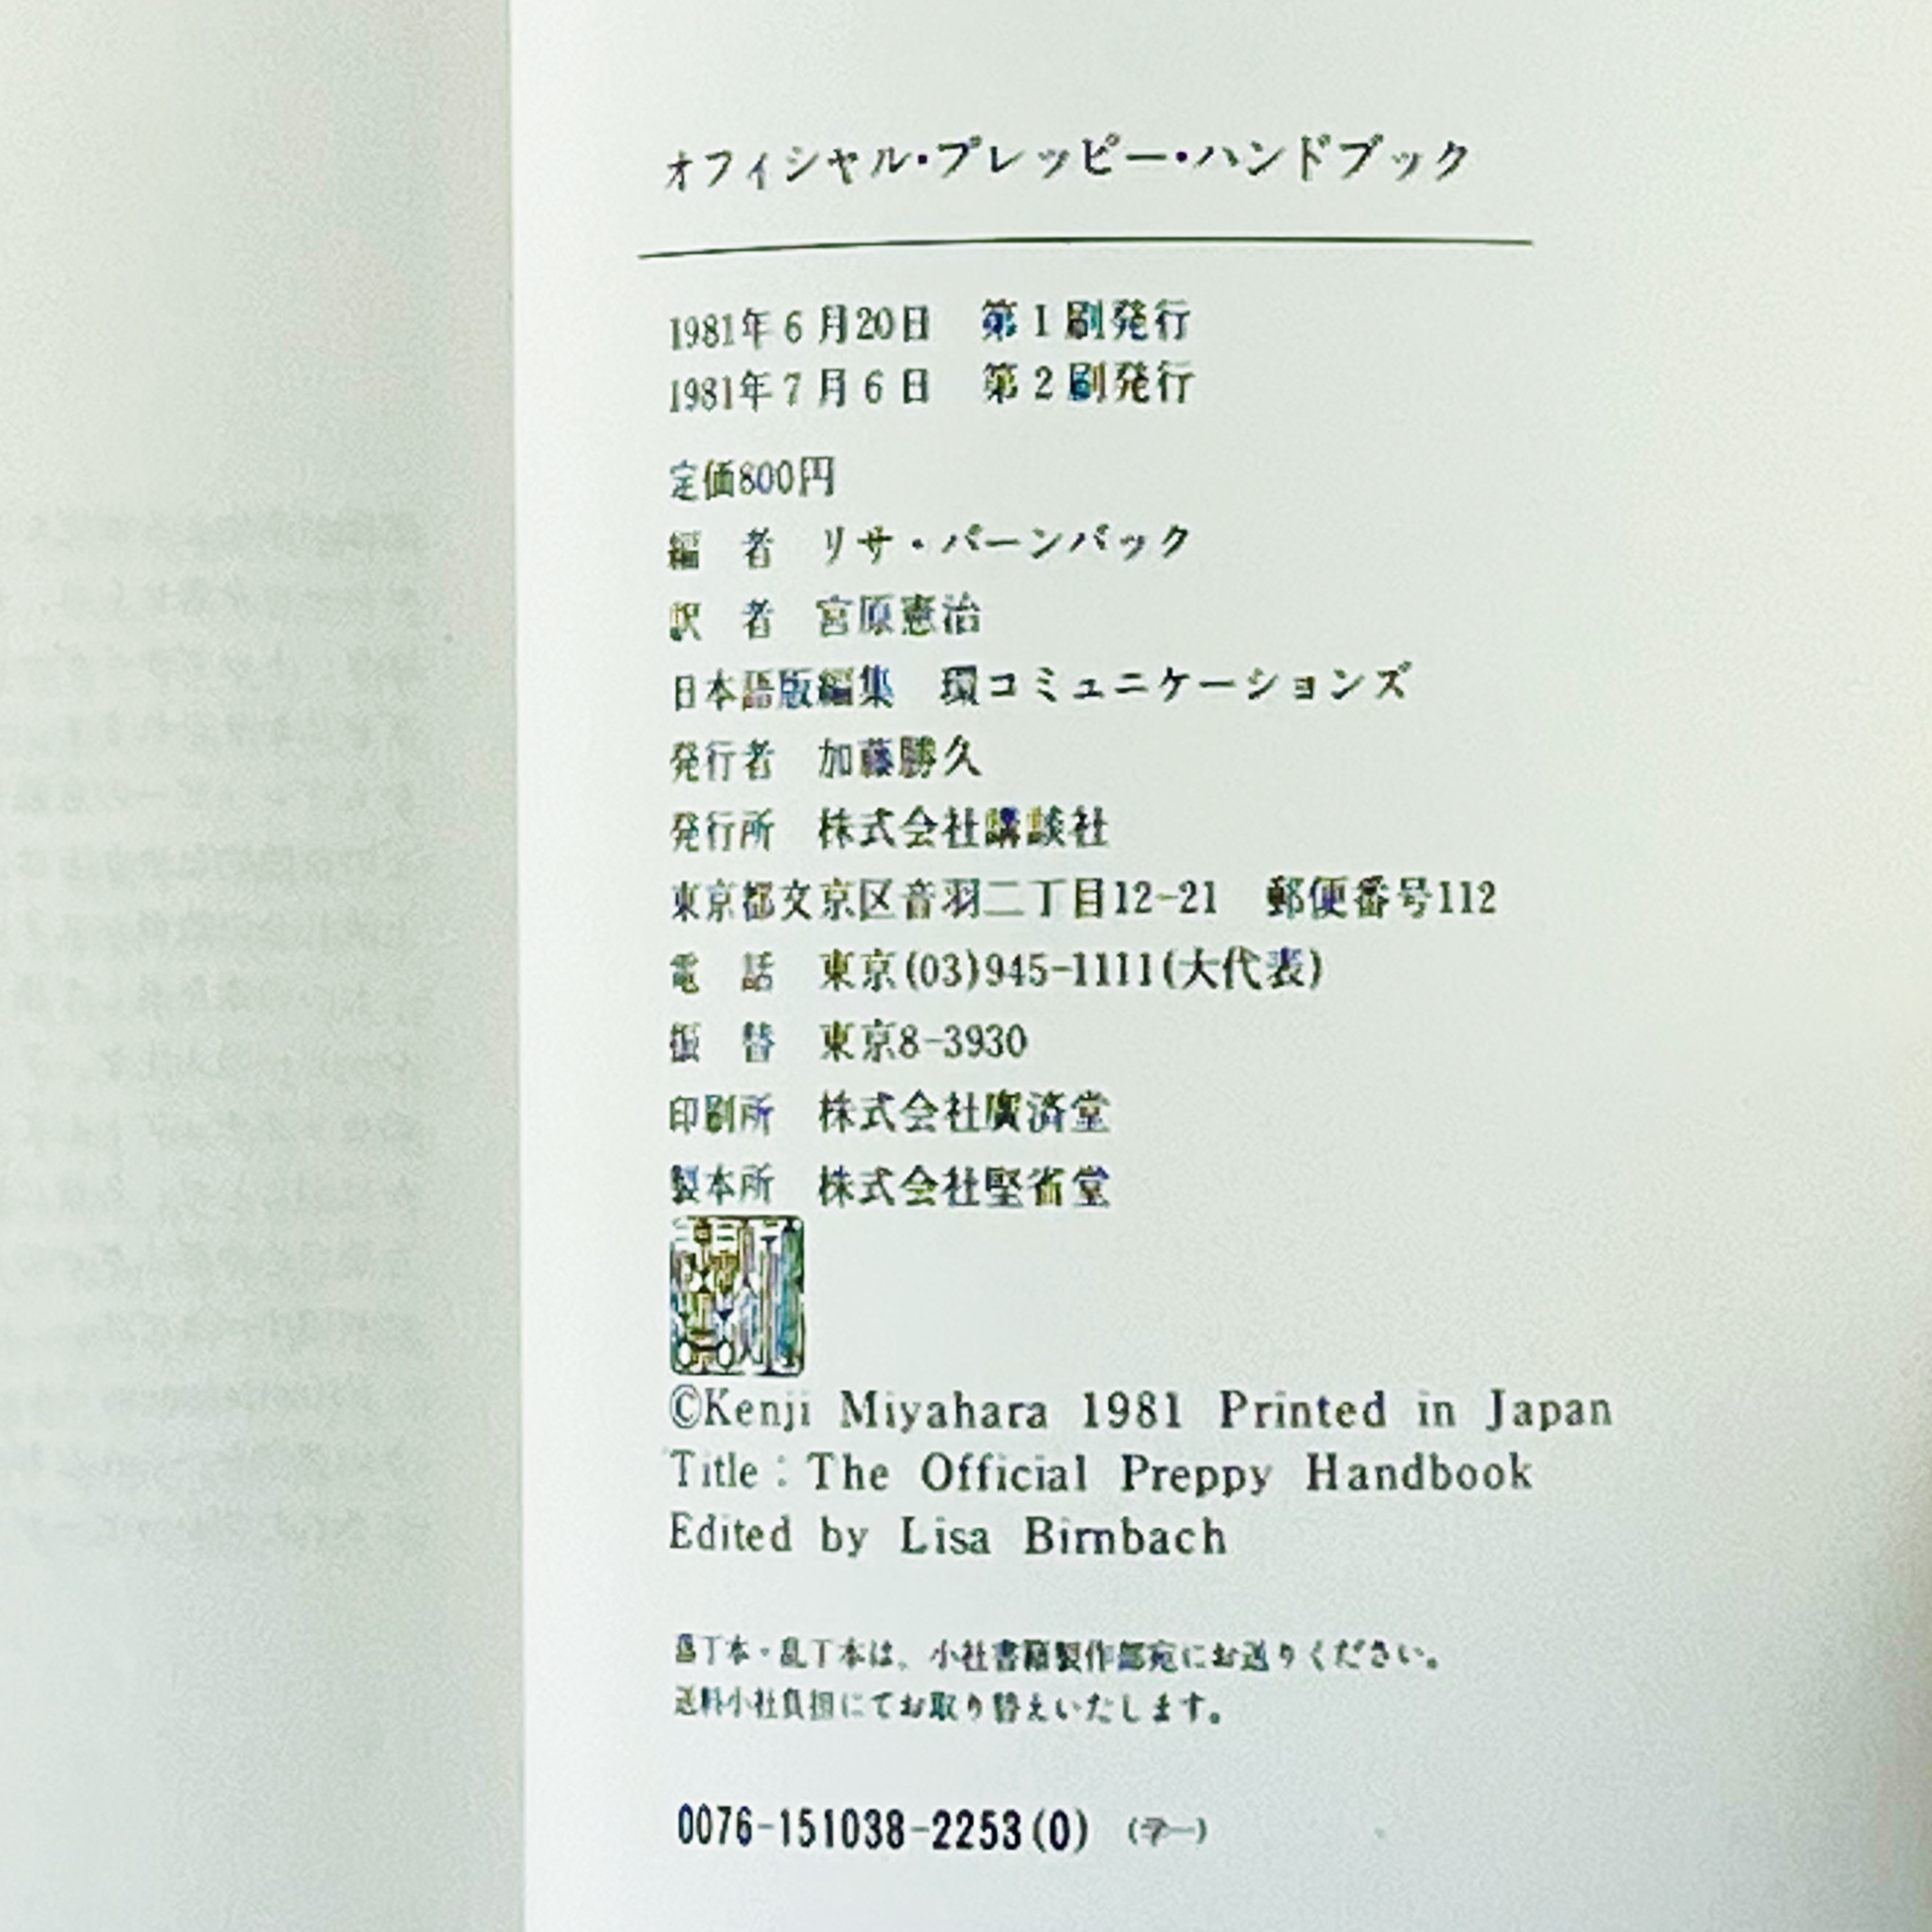 オフィシャル・プレッピー・ハンドブック
1981年6月20日　第1刷発行
1981年7月6日　第2刷発行
定価800円
編　者　リサ・バーンバック
訳　者　宮原憲治
日本語版編集　環コミュニケーションズ
発行者　加藤勝久
発行所　株式会社講談社
東京都文京区音羽二丁目12-21　郵便番号112
電　話　東京(03)945-1111(大代表)
振　替　東京8-3930
印刷所　株式会社廣済堂
製本所　株式会社堅省堂
©Kenji Miyahara 1981 Printed in Japan
Title : The Official Preppy Handbook
Edited by Lisa Birnbach
落丁本・乱丁本は、小社書籍製作部宛にお送りください。
送料小社負担にてお取り替えいたします。
0076-151038-2253(0)